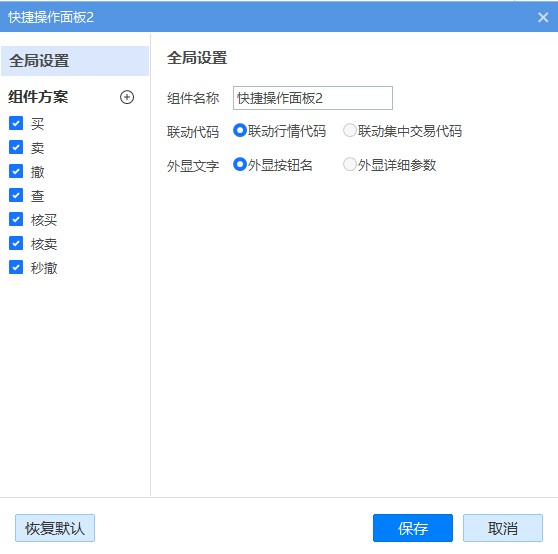 快捷操作面板2
全局设置
组件方案
买
卖
撤
查
核买
核卖
秒撤
全局设置
组件名称 快捷操作面板2
联动代码 联动行情代码 联动集中交易代码
外显文字 外显按钮名 外显详细参数
恢复默认 保存 取消